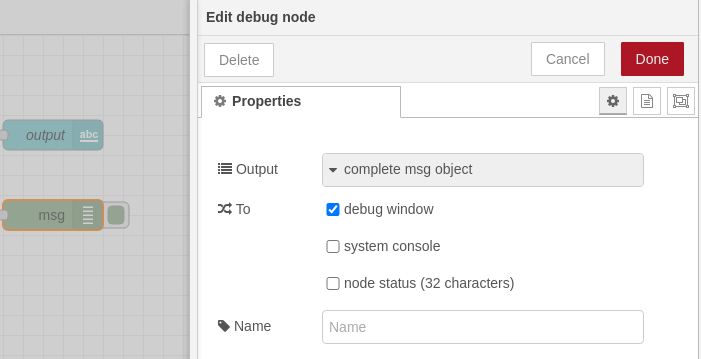 Edit debug node
Delete
Cancel
Done
Properties
output
abc
Output
complete msg object
To
debug window
msg
system console
node status (32 characters)
Name
Name